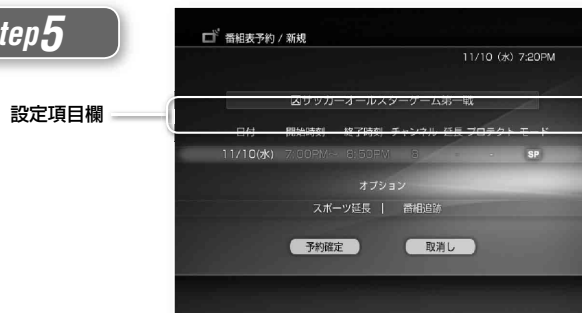 tep5
設定項目欄
番組表予約 / 新規
11/10 (水) 7:20PM
サッカーオールスターゲーム第一戦
日付 開始時刻 終了時刻 チャンネル 延長 プロテクト モード
11/10(水) 7:00PM~ 8:50PM - - SP
オプション
スポーツ延長 | 番組追跡
予約確定 取消し